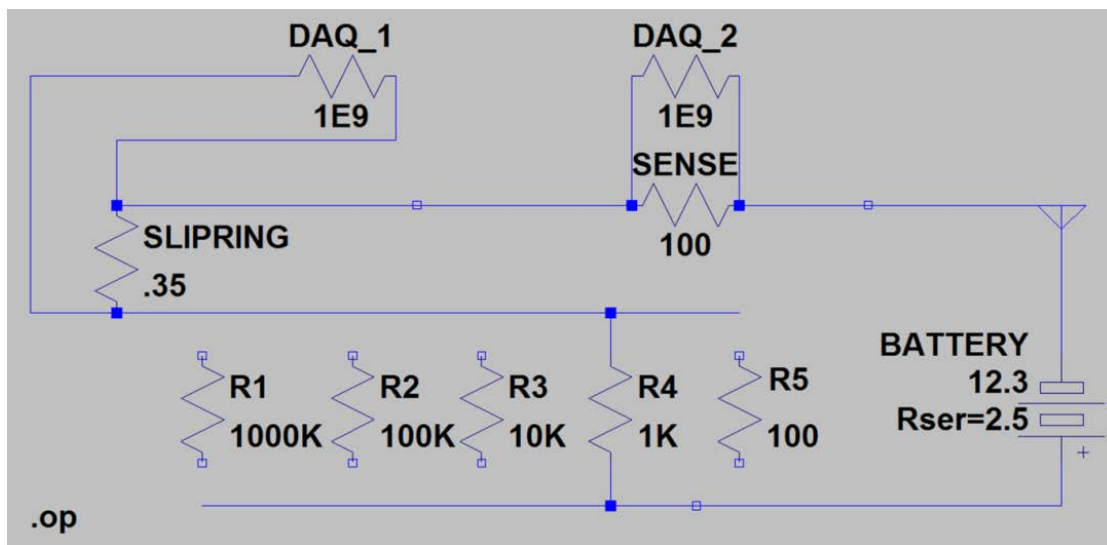 DAQ_1
1E9
DAQ_2
1E9
SENSE
100
SLIPRING
.35
R1
1000K
R2
100K
R3
10K
R4
1K
R5
100
BATTERY
12.3
Rser=2.5
+
.op